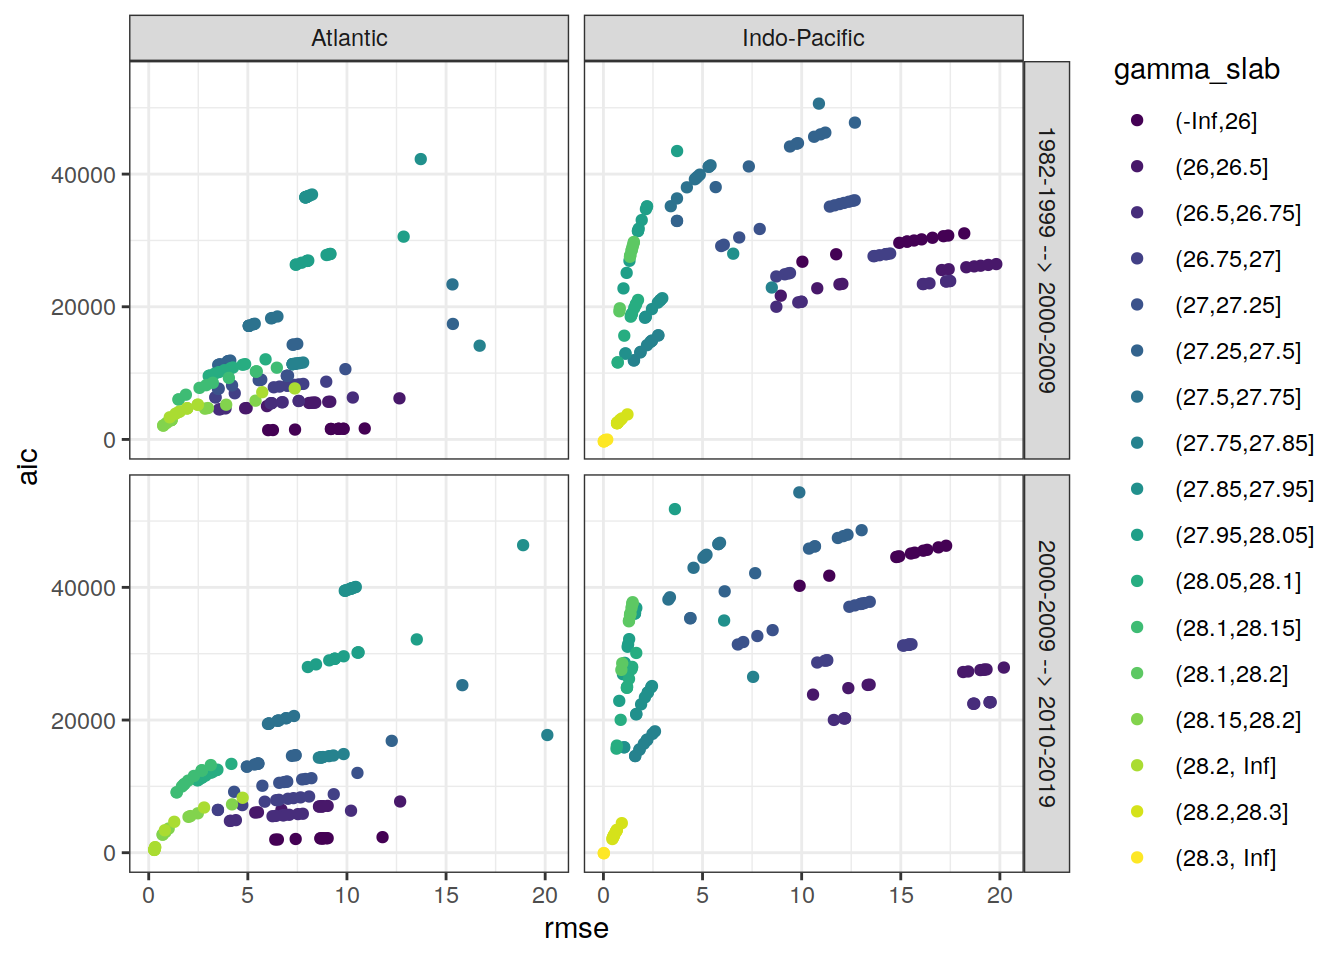 Atlantic
Indo-Pacific
gamma_slab
40000
20000
0
1982-1999 --> 2000-2009
40000
20000
0
2000-2009 --> 2010-2019
aic
0 5 10 15 20
0 5 10 15 20
rmse
(-Inf,26]
(26,26.5]
(26.5,26.75]
(26.75,27]
(27,27.25]
(27.25,27.5]
(27.5,27.75]
(27.75,27.85]
(27.85,27.95]
(27.95,28.05]
(28.05,28.1]
(28.1,28.15]
(28.1,28.2]
(28.15,28.2]
(28.2, Inf]
(28.2,28.3]
(28.3, Inf]